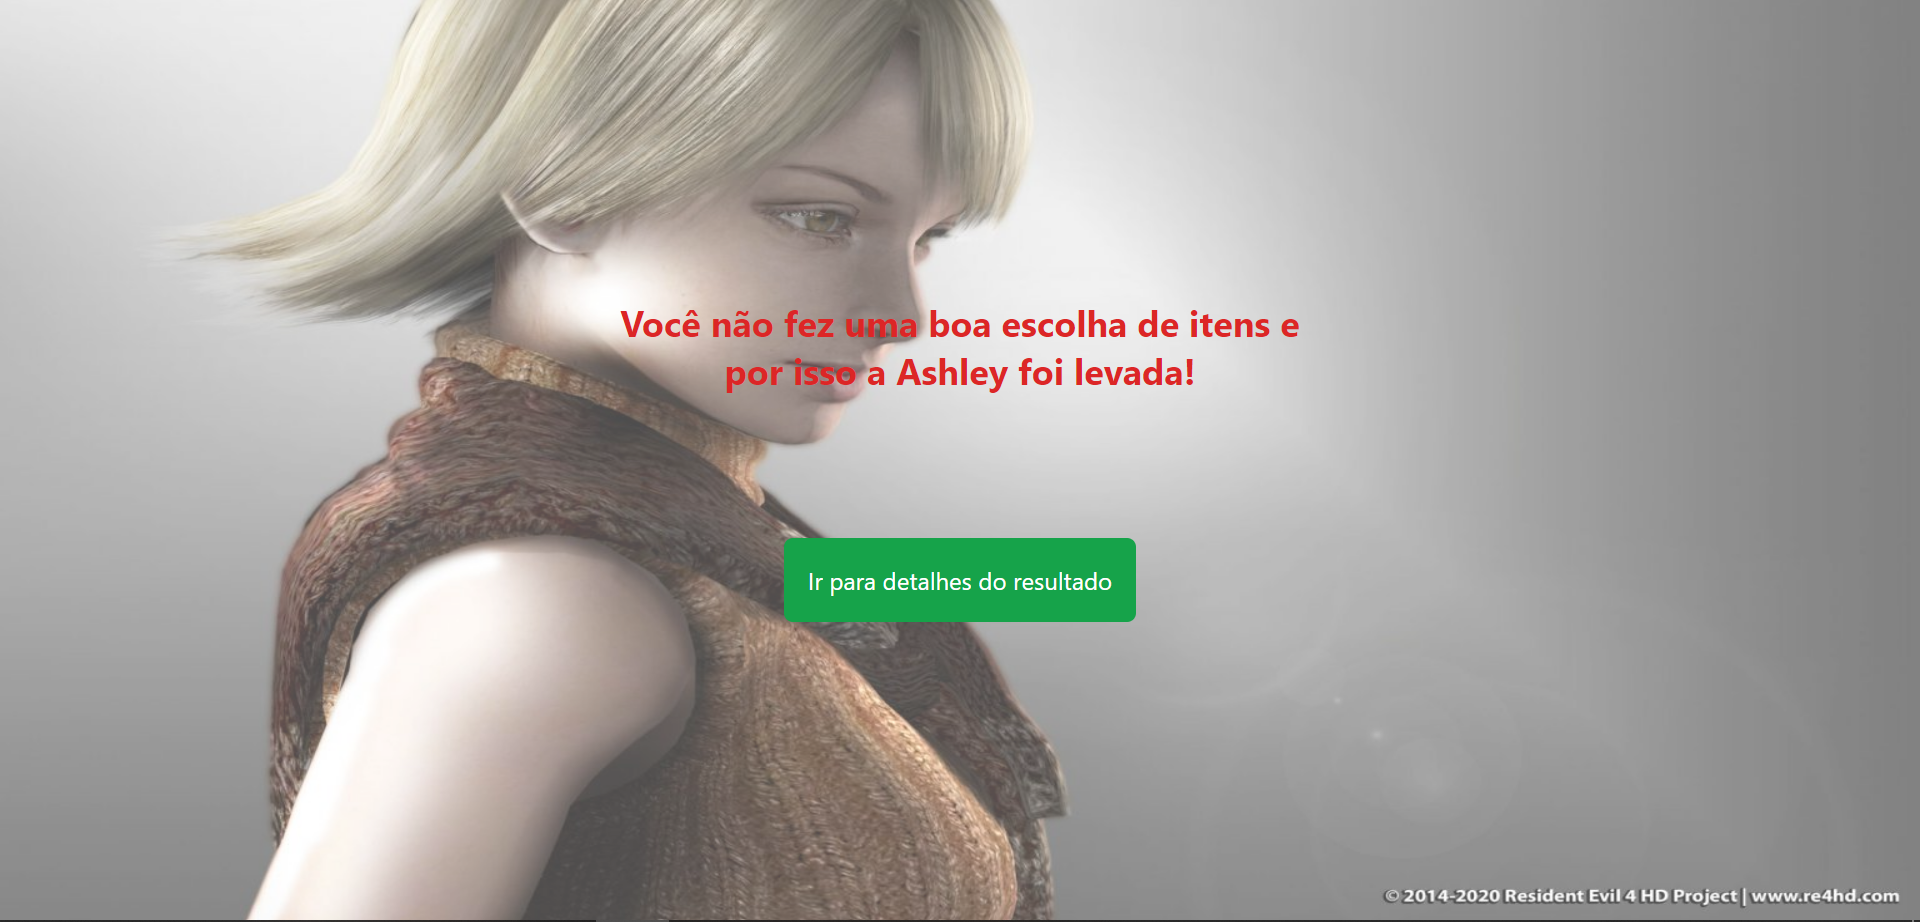 Você não fez uma boa escolha de itens e
por isso a Ashley foi levada!
Ir para detalhes do resultado
© 2014-2020 Resident Evil 4 HD Project | www.re4hd.com